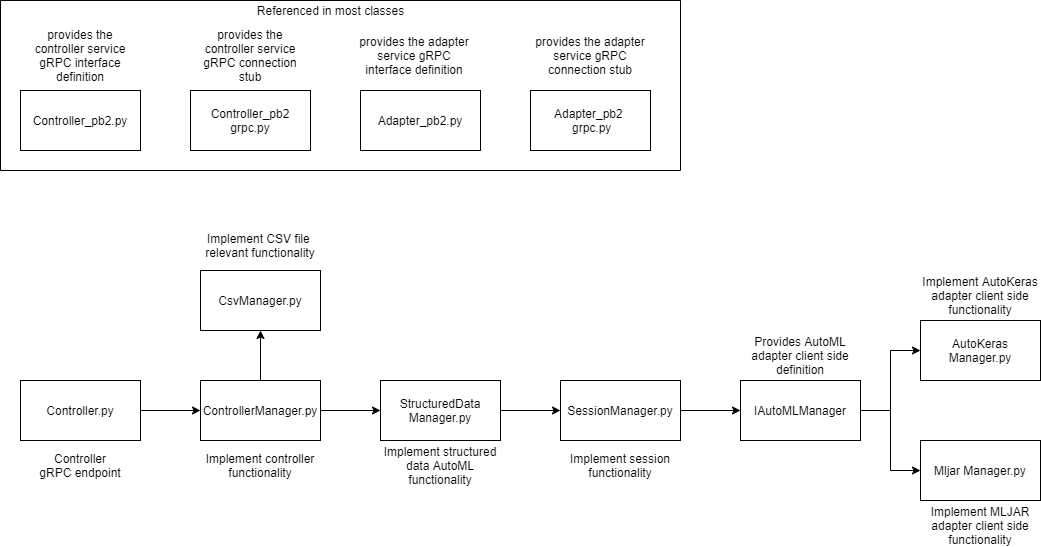 Referenced in most classes
provides the
controller service
gRPC interface
definition
provides the
controller service
gRPC connection
stub
provides the adapter
service gRPC
interface definition
provides the adapter
service gRPC
connection stub
Controller_pb2.py
Controller_pb2
grpc.py
Adapter_pb2.py
Adapter_pb2
grpc.py
Implement CSV file
relevant functionality
CsvManager.py
Implement AutoKeras
adapter client side
functionality
AutoKeras
Manager.py
Provides AutoML
adapter client side
definition
Controller.py
ControllerManager.py
StructuredData
Manager.py
SessionManager.py
IAutoMLManager
Controller
gRPC endpoint
Implement controller
functionality
Implement structured
data AutoML
functionality
Implement session
functionality
Mljar Manager.py
Implement MLJAR
adapter client side
functionality